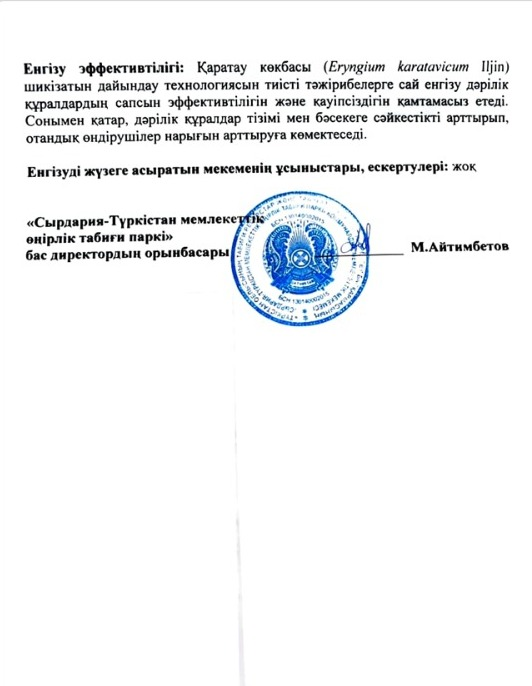 Енгізу эффективтілігі: Қаратау көкбасы (Eryngium karatavicum Iljin)
шикізатын дайындау технологиясын тиісті тәжірибелерге сай енгізу дәрілік
құралдардың сапсын эффективтілігін және қауіпсіздігін қамтамасыз етеді.
Сонымен қатар, дәрілік құралдар тізімі мен бәсекеге сәйкестікті арттырып,
отандық өндірушілер нарығын арттыруға көмектеседі.
Енгізуді жүзеге асыратын мекеменің ұсыныстары, ескертулері: жоқ
«Сырдария-Түркістан мемлекеттік
өңірлік табиғи паркі»
бас директордың орынбасары М.Айтимбетов
БСН 130140002015